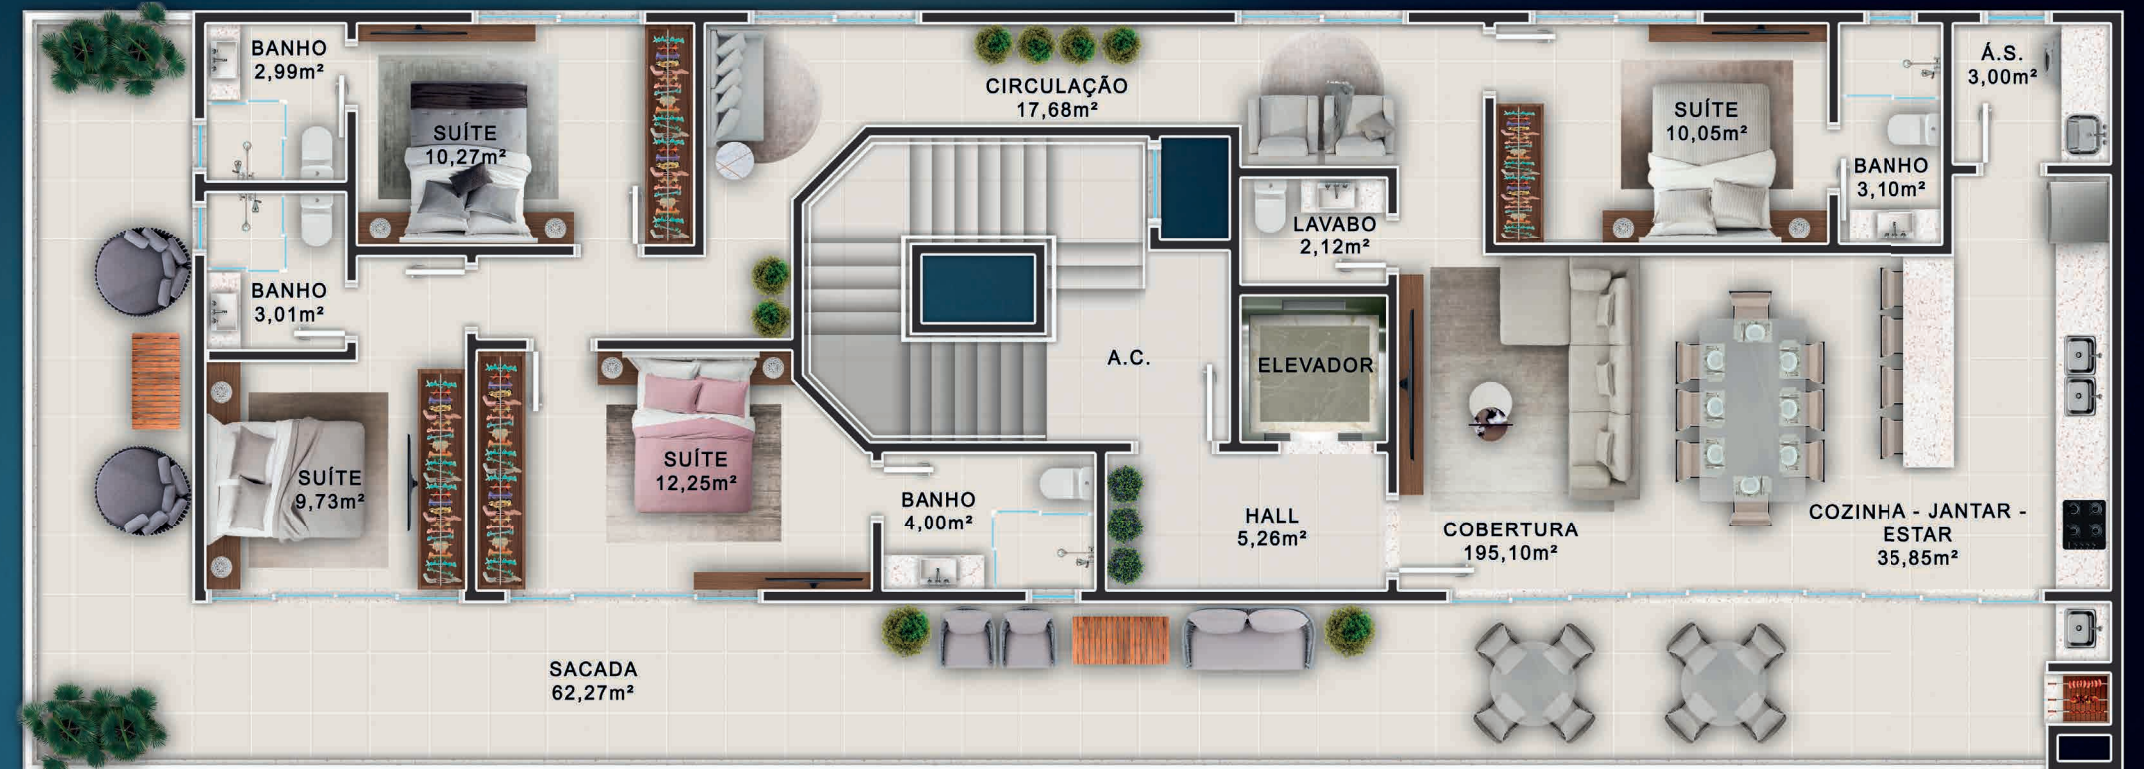 BANHO
2,99m²
SUÍTE
10,27m²
CIRCULAÇÃO
17,68m²
SUÍTE
10,05m²
Á.S.
3,00m²
BANHO
3,10m²
LAVABO
2,12m²
BANHO
3,01m²
A.C.
ELEVADOR
SUÍTE
9,73m²
SUÍTE
12,25m²
BANHO
4,00m²
HALL
5,26m²
COBERTURA
195,10m²
COZINHA - JANTAR -
ESTAR
35,85m²
SACADA
62,27m²